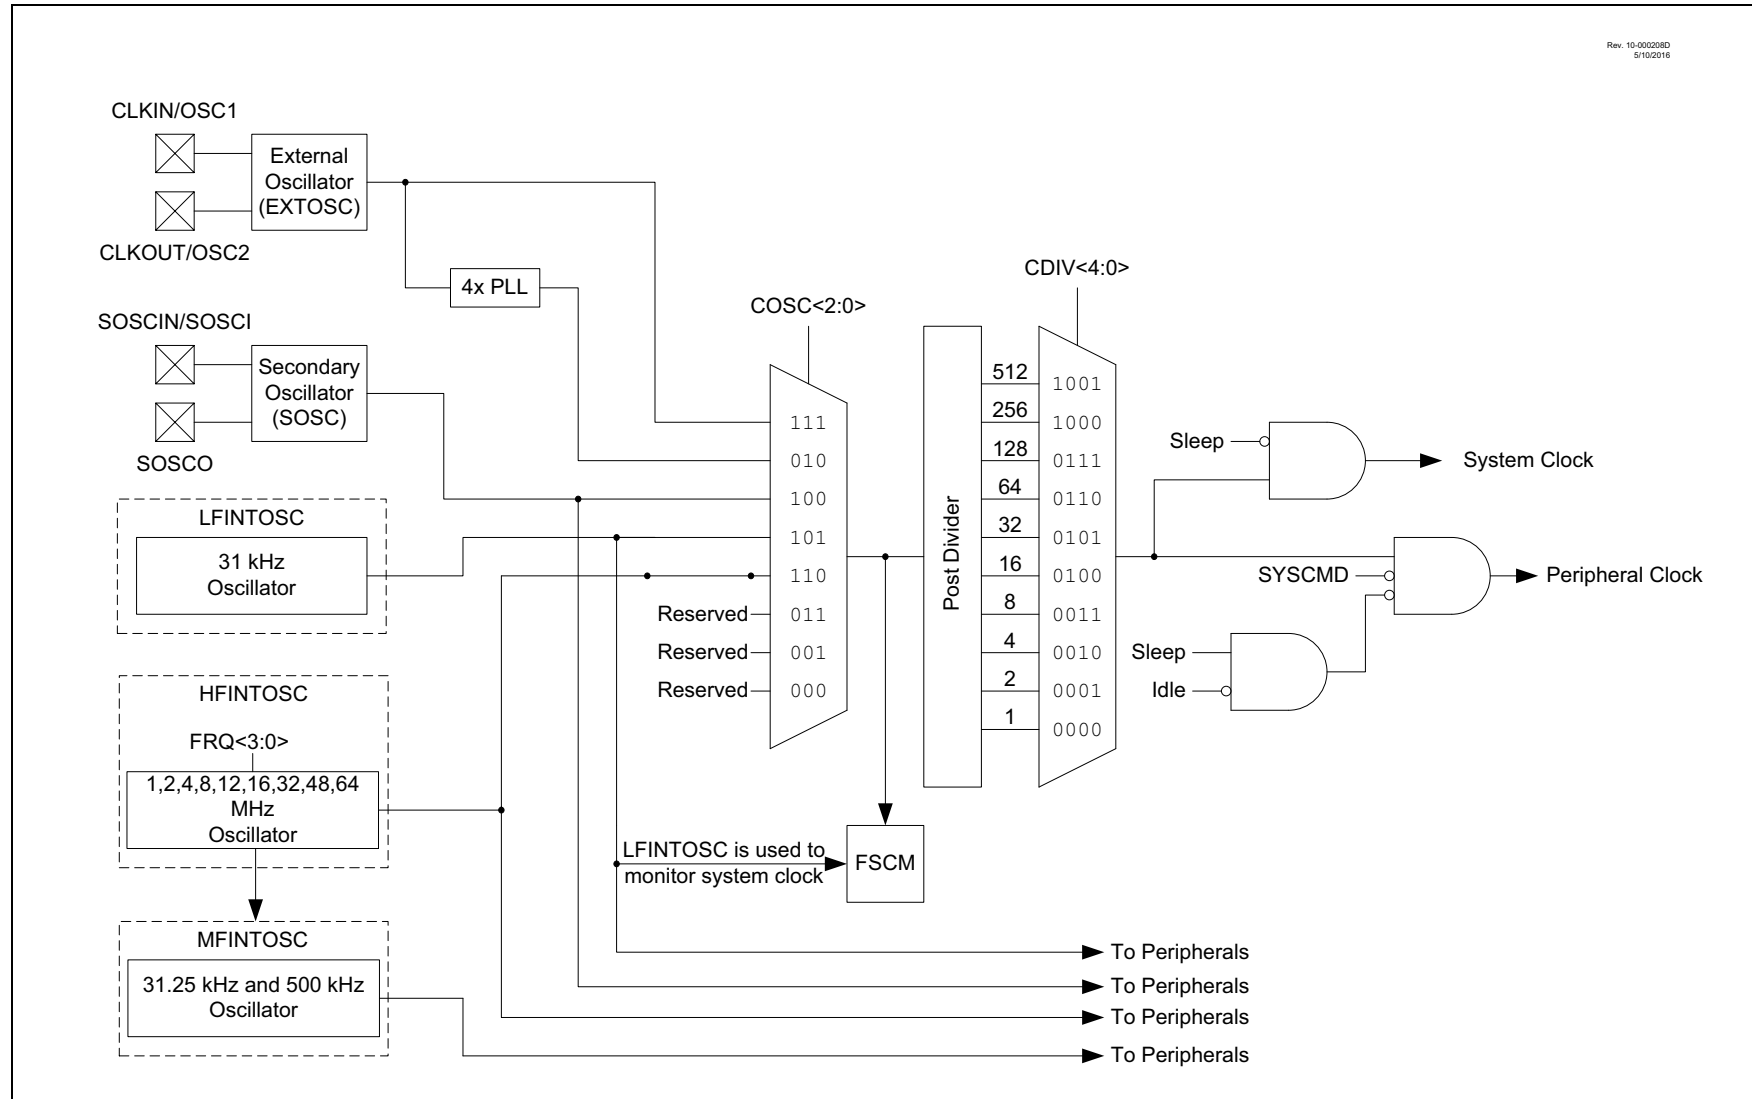 Rev. 10-000208D
5/10/2016
CLKIN/OSC1
External
Oscillator
(EXTOSC)
CLKOUT/OSC2
4x PLL
SOSCIN/SOSCI
Secondary
Oscillator
(SOSC)
SOSCO
LFINTOSC
31 kHz
Oscillator
HFINTOSC
FRQ<3:0>
1,2,4,8,12,16,32,48,64
MHz
Oscillator
MFINTOSC
31.25 kHz and 500 kHz
Oscillator
COSC<2:0>
111
010
100
101
110
Reserved 011
Reserved 001
Reserved 000
LFINTOSC is used to
monitor system clock
FSCM
Post Divider
CDIV<4:0>
512 1001
256 1000
128 0111
64 0110
32 0101
16 0100
8 0011
4 0010
2 0001
1 0000
Sleep
System Clock
SYSCMD
Peripheral Clock
Sleep
Idle
To Peripherals
To Peripherals
To Peripherals
To Peripherals